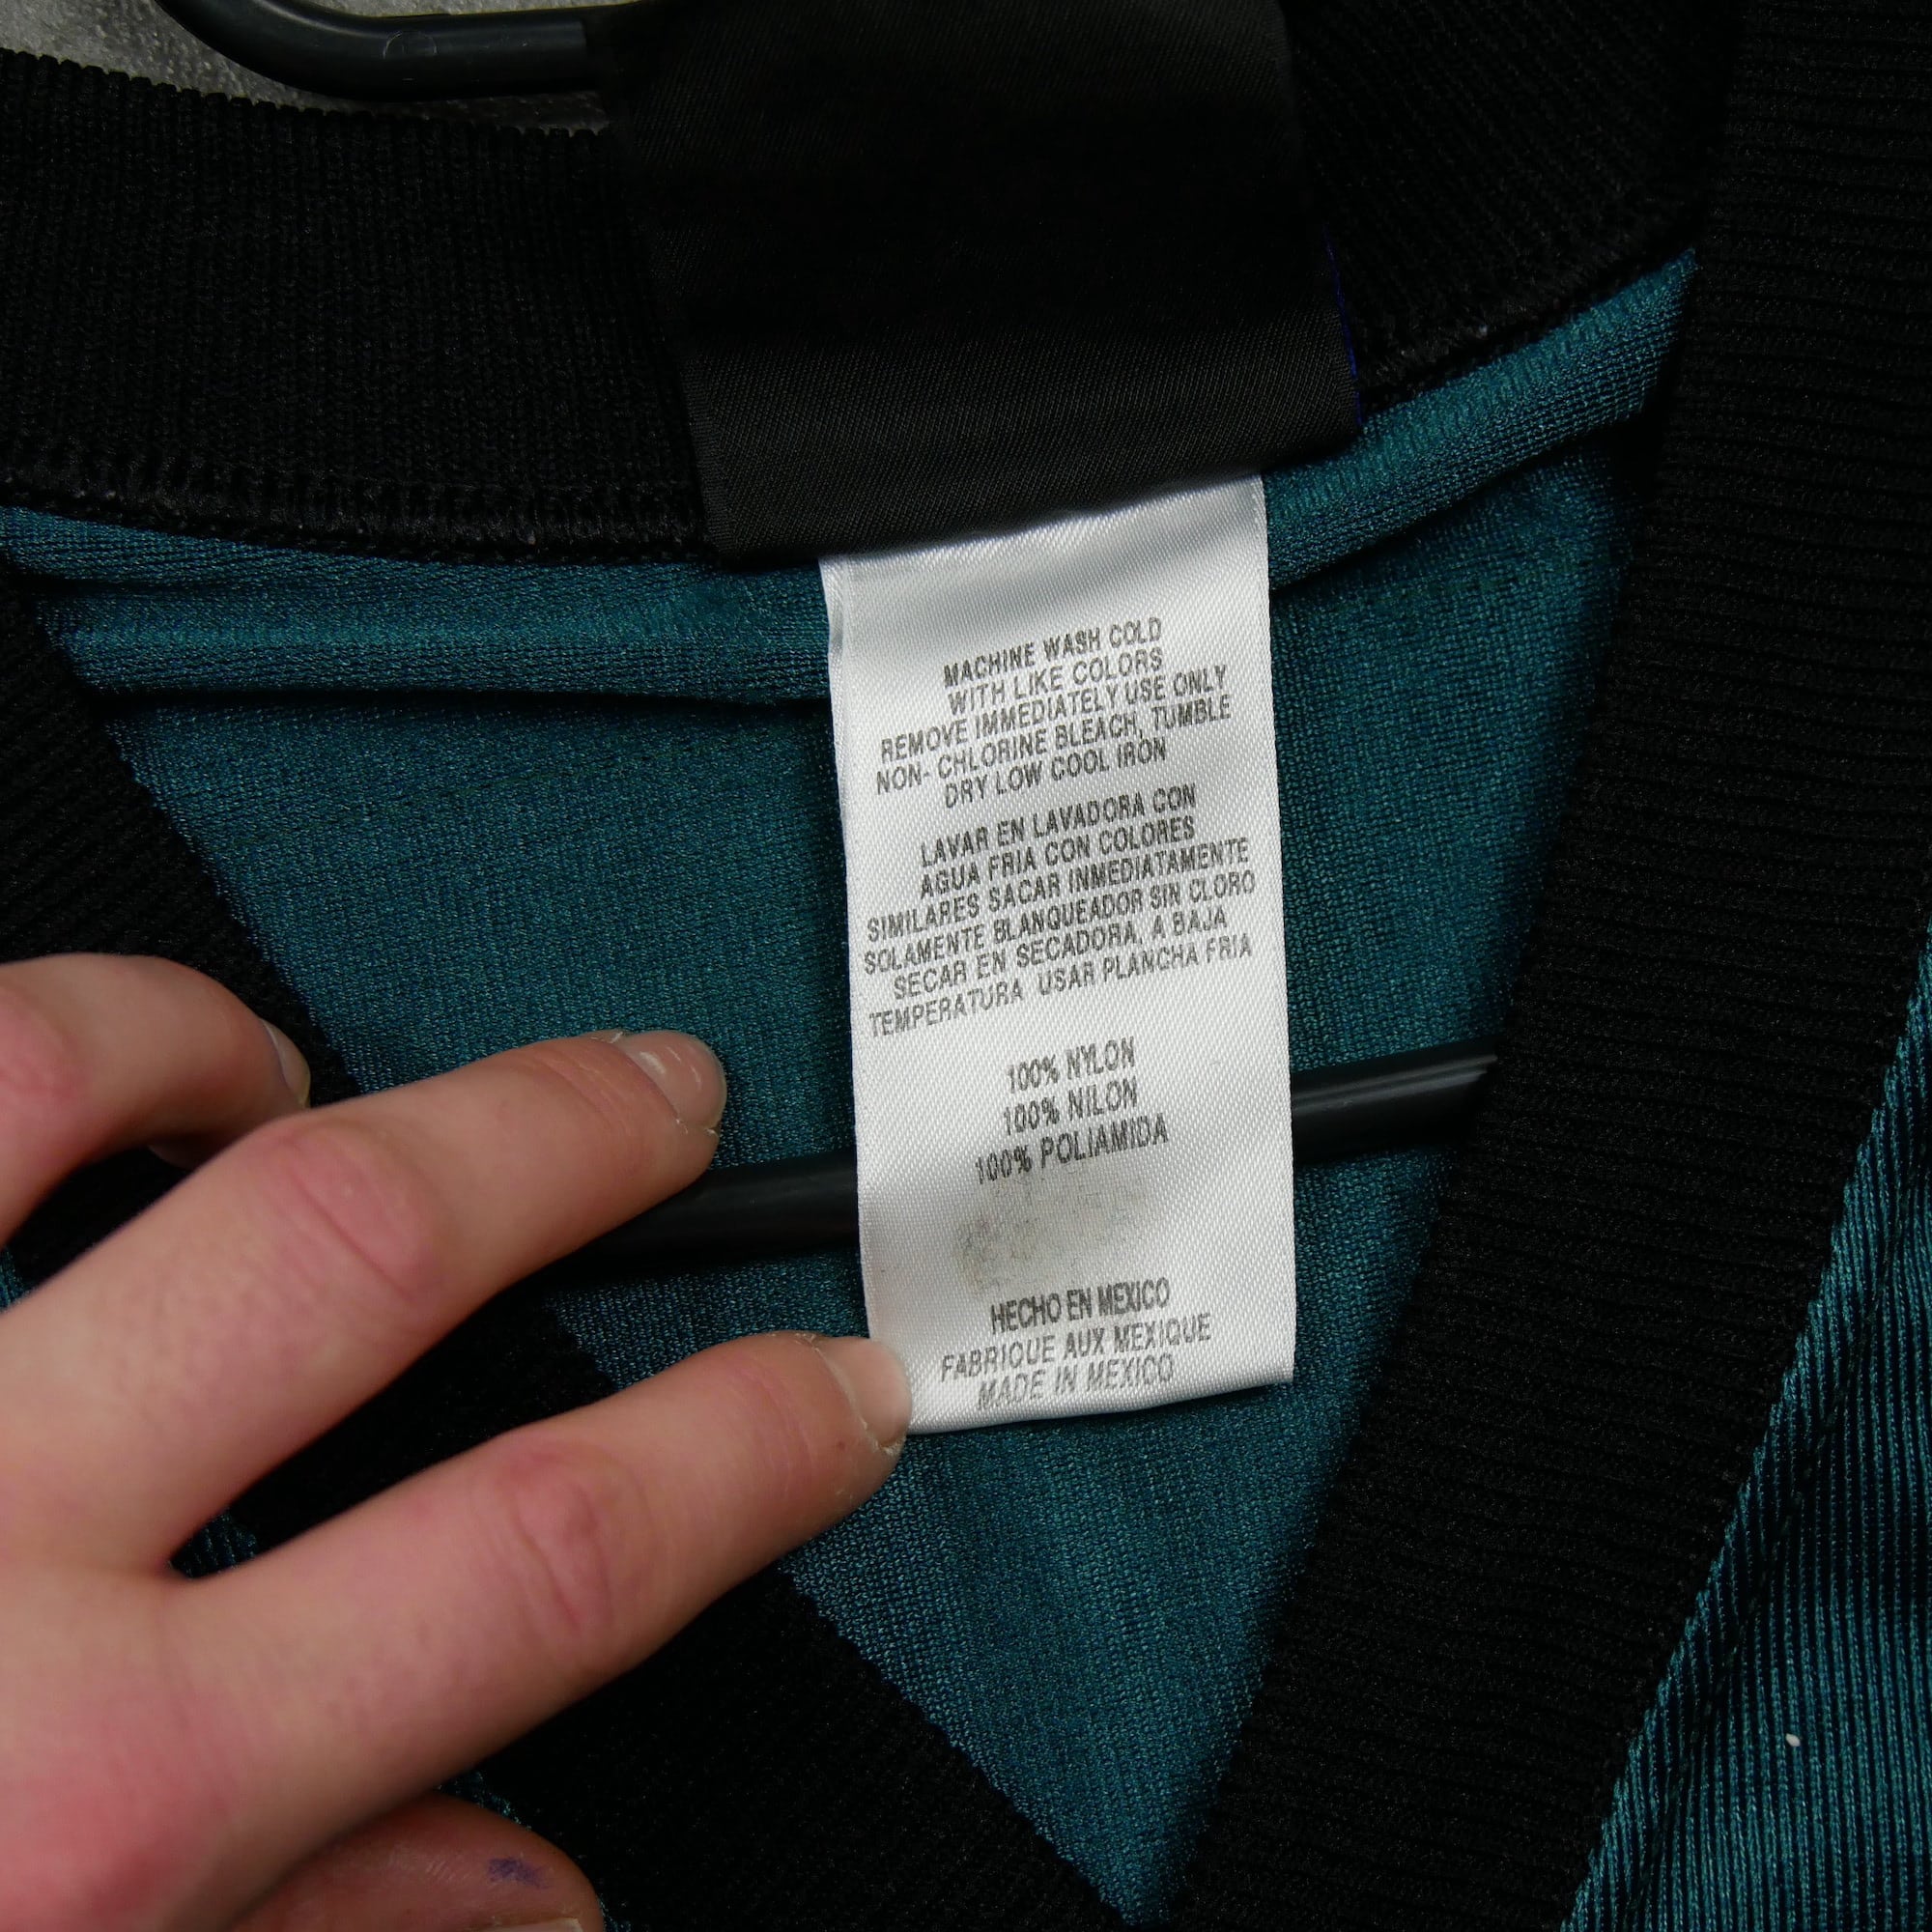 MACHINE WASH COLD
WITH LIKE COLORS
REMOVE IMMEDIATELY USE ONLY
NON- CHLORINE BLEACH, TUMBLE
DRY LOW COOL IRON
LAVAR EN LAVADORA CON
AGUA FRIA CON COLORES
SIMILARES SACAR INMEDIATAMENTE
SOLAMENTE BLANQUEADOR SIN CLORO
SECAR EN SECADORA, A BAJA
TEMPERATURA USAR PLANCHA FRIA
100% NYLON
100% NILON
100% POLIAMIDA
HECHO EN MEXICO
FABRIQUE AUX MEXIQUE
MADE IN MEXICO